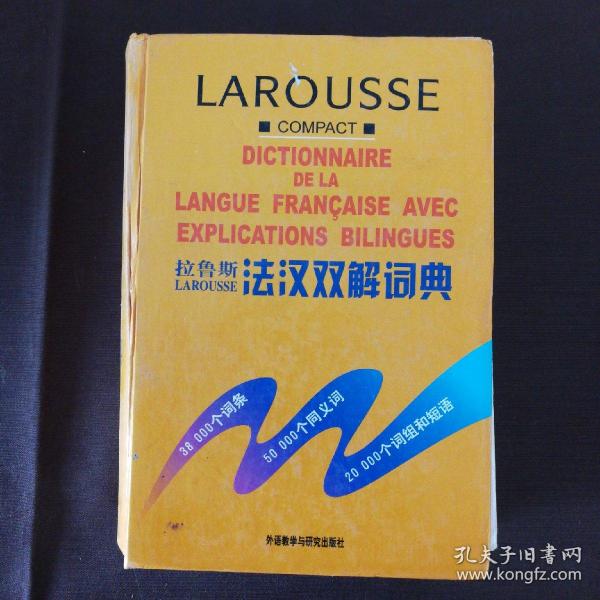 LAROUSSE
■ COMPACT ■
DICTIONNAIRE
DE LA
LANGUE FRANÇAISE AVEC
EXPLICATIONS BILINGUES
拉鲁斯
LAROUSSE
法汉双解词典
38 000个词条
50 000个同义词
20 000个词组和短语
外语教学与研究出版社
孔夫子旧书网
www.kongfz.com